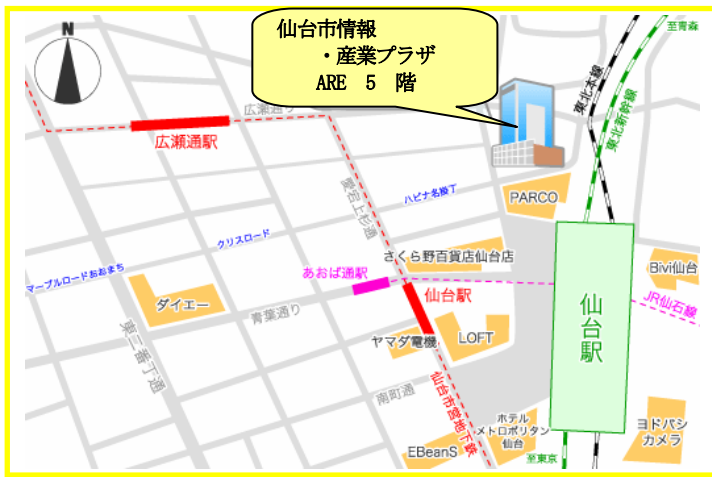 仙台市情報
・産業プラザ
ARE 5 階
N
至青森
東北本線
東北新幹線
広瀬通り
広瀬通駅
愛宕上杉通
ハピナ名掛丁
PARCO
クリスロード
さくら野百貨店仙台店
マーブルロードおおまち
あおば通駅
Bivi仙台
仙台駅
JR仙石線
ダイエー
青葉通り
仙台駅
ヤマダ電機
LOFT
東二番丁通
南町通
仙台市営地下鉄
ホテル
メトロポリタン
仙台
ヨドバシ
カメラ
EBeanS
至東京